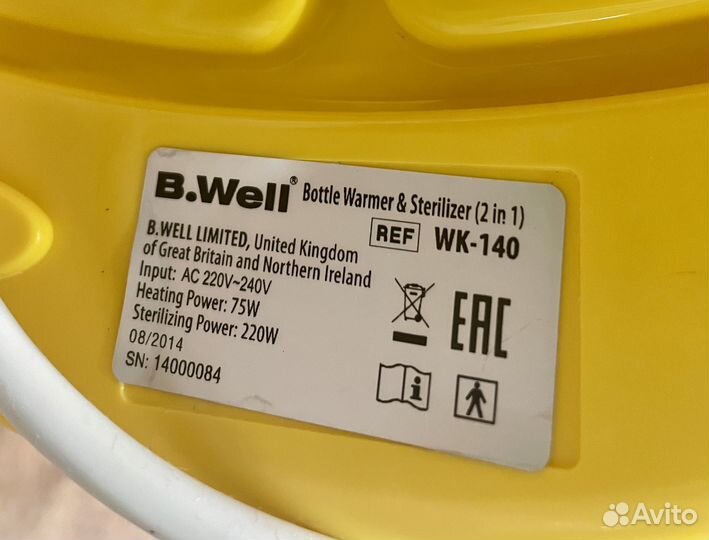 B.Well® Bottle Warmer & Sterilizer (2 in 1)
REF WK-140
B.WELL LIMITED, United Kingdom
of Great Britain and Northern Ireland
Input: AC 220V~240V
Heating Power: 75W
Sterilizing Power: 220W
08/2014
SN: 14000084
EAC
i
Avito